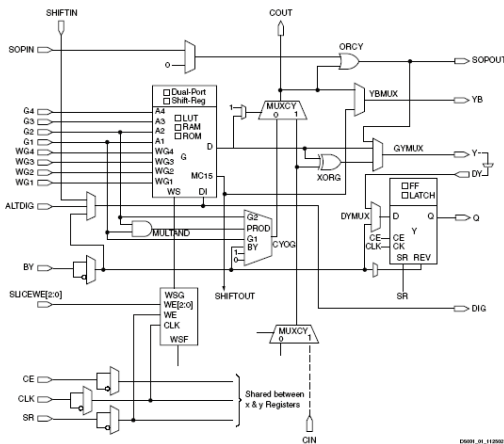 SHIFTIN
COUT
SOPIN
0
ORCY
SOPOUT
Dual-Port
Shift-Reg
YBMUX
YB
MUXCY
1
0 1
G4
G3
G2
G1
WG4
WG3
WG2
WG1
A4
A3
A2
A1
WG4
WG3
WG2
WG1
LUT
RAM
ROM
G
D
MC15
WS DI
GYMUX
Y
XORG
DY
ALTDIG
FF
LATCH
DYMUX
D Q
Y
Q
CE
CLK
CE
CK
SR REV
SR
MULTAND
G2
PROD
G1
BY
1
0
CYOG
BY
SLICEWE[2:0]
WSG
WE[2:0]
WE
CLK
WSF
SHIFTOUT
DIG
MUXCY
0 1
CE
CLK
SR
Shared between
x & y Registers
CIN